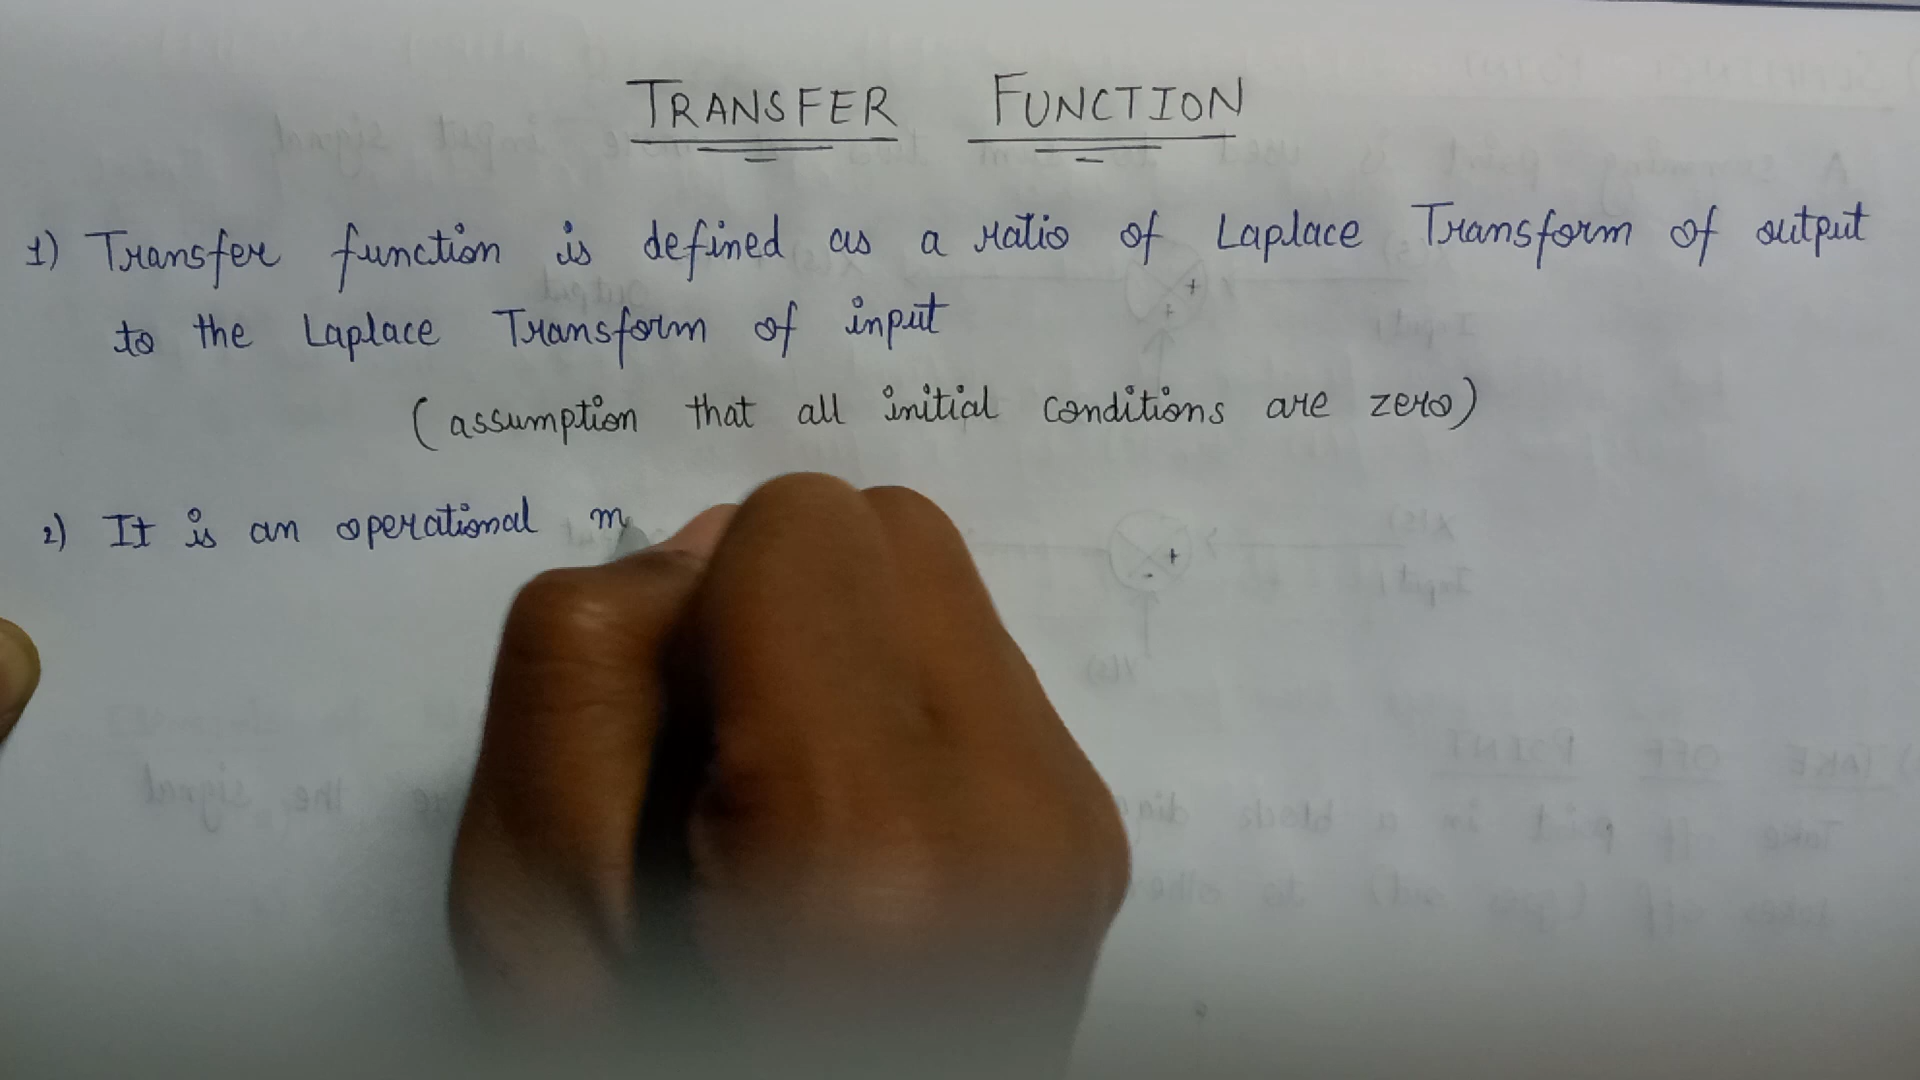 TRANSFER FUNCTION
1) Transfer function is defined as a ratio of Laplace Transform of output
to the Laplace Transform of input
(assumption that all initial conditions are zero)
2) It is an operational m